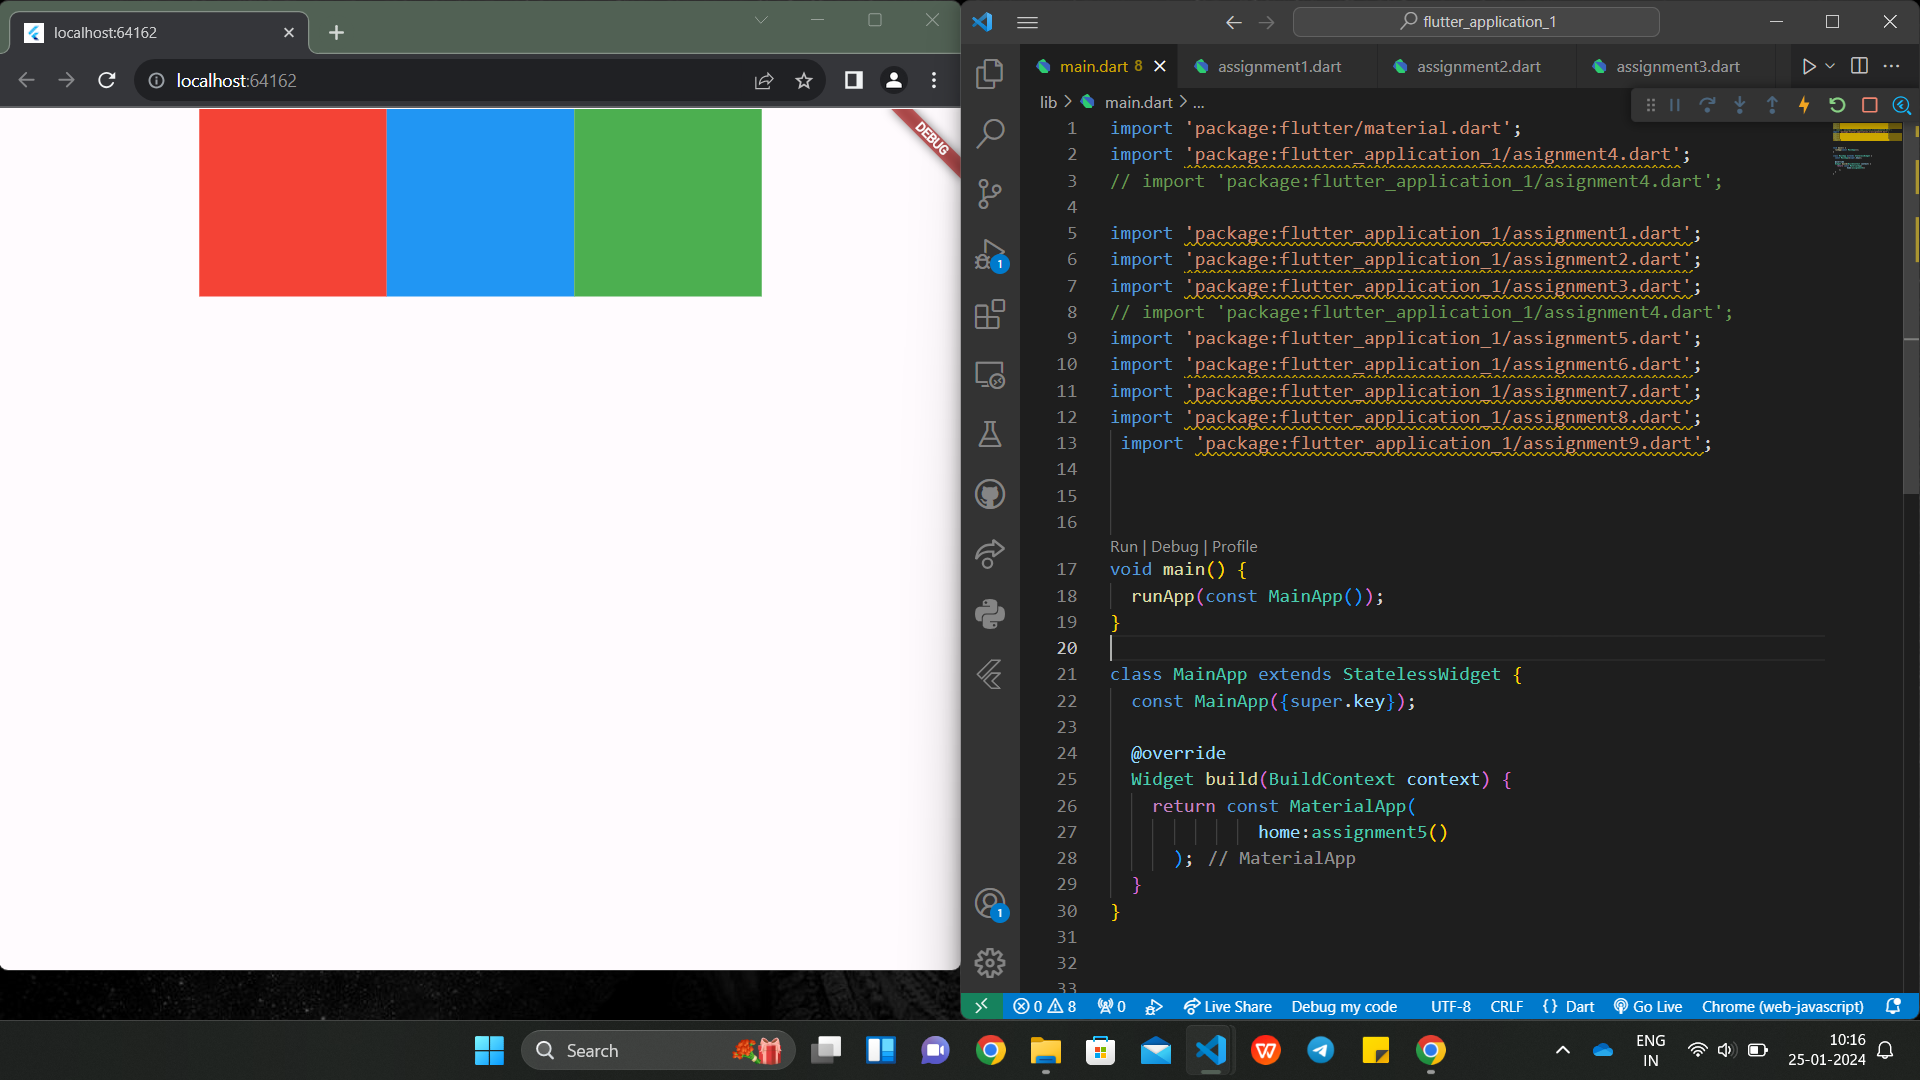 localhost:64162
localhost:64162
DEBUG
flutter_application_1
main.dart 8
assignment1.dart
assignment2.dart
assignment3.dart
lib > main.dart > ...
1 import 'package:flutter/material.dart';
2 import 'package:flutter_application_1/asignment4.dart';
3 // import 'package:flutter_application_1/asignment4.dart';
4
5 import 'package:flutter_application_1/assignment1.dart';
6 import 'package:flutter_application_1/assignment2.dart';
7 import 'package:flutter_application_1/assignment3.dart';
8 // import 'package:flutter_application_1/assignment4.dart';
9 import 'package:flutter_application_1/assignment5.dart';
10 import 'package:flutter_application_1/assignment6.dart';
11 import 'package:flutter_application_1/assignment7.dart';
12 import 'package:flutter_application_1/assignment8.dart';
13 import 'package:flutter_application_1/assignment9.dart';
14
15
16
Run | Debug | Profile
17 void main() {
18 runApp(const MainApp());
19 }
20
21 class MainApp extends StatelessWidget {
22 const MainApp({super.key});
23
24 @override
25 Widget build(BuildContext context) {
26 return const MaterialApp(
27 home:assignment5()
28 ); // MaterialApp
29 }
30 }
31
32
33
1
1
0 8 0 Live Share Debug my code UTF-8 CRLF {} Dart Go Live Chrome (web-javascript)
Search
ENG
IN
10:16
25-01-2024